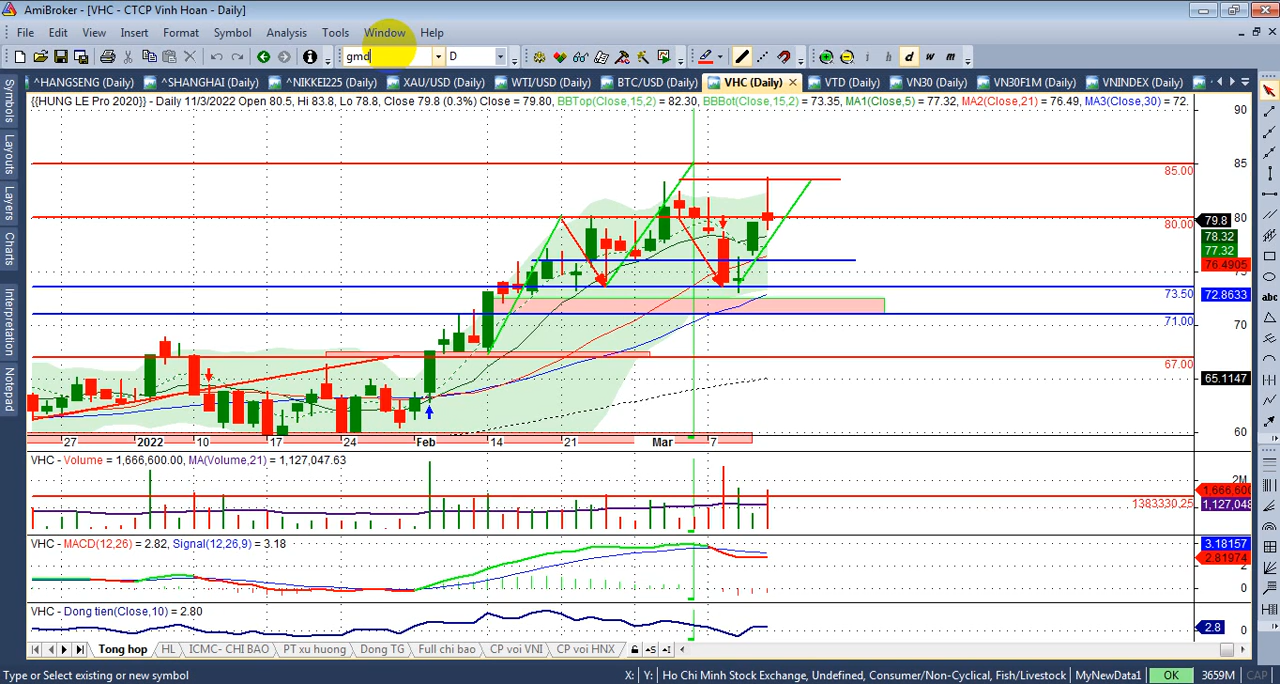 AmiBroker - [VHC - CTCP Vinh Hoan - Daily]
File Edit View Insert Format Symbol Analysis Tools Window Help
gmd D i h d w m
^HANGSENG (Daily) ^SHANGHAI (Daily) ^NIKKEI225 (Daily) XAU/USD (Daily) WTI/USD (Daily) BTC/USD (Daily) VHC (Daily) VTD (Daily) VN30 (Daily) VN30F1M (Daily) VNINDEX (Daily)
{{HUNG LE Pro 2020}} - Daily 11/3/2022 Open 80.5, Hi 83.8, Lo 78.8, Close 79.8 (0.3%) Close = 79.80, BBTop(Close,15,2) = 82.30, BBBot(Close,15,2) = 73.35, MA1(Close,5) = 77.32, MA2(Close,21) = 76.49, MA3(Close,30) = 72.
Symbols
Layouts
Layers
Charts
Interpretation
Notepad
90
85
85.00
80
80.00
79.8
78.32
77.32
76.4905
75
73.50
72.8633
71.00
70
67.00
65.1147
60
27 2022 10 17 24 Feb 14 21 Mar 7
VHC - Volume = 1,666,600.00, MA(Volume,21) = 1,127,047.63
2M
1,666,600
1383330.25
1,127,048
VHC - MACD(12,26) = 2.82, Signal(12,26,9) = 3.18
3.18157
2.81974
2
0
VHC - Dong tien(Close,10) = 2.80
2.8
0
Tong hop HL ICMC- CHI BAO PT xu huong Dong TG Full chi bao CP voi VNI CP voi HNX
abc
Type or Select existing or new symbol X: Y: Ho Chi Minh Stock Exchange, Undefined, Consumer/Non-Cyclical, Fish/Livestock MyNewData1 OK 3659M CAP